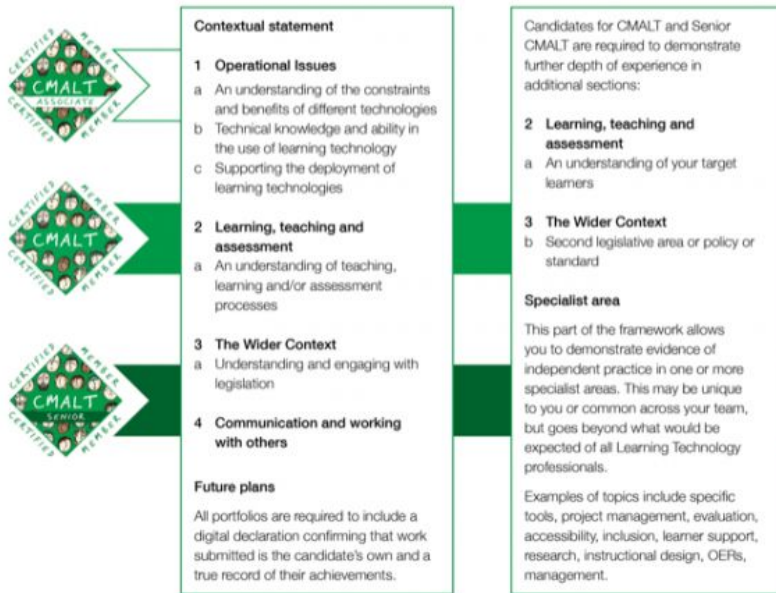 CERTIFIED
MEMBER
CMALT
ASSOCIATE
CERTIFIED
MEMBER
CERTIFIED
MEMBER
CMALT
CERTIFIED
MEMBER
CERTIFIED
MEMBER
CMALT
SENIOR
CERTIFIED
MEMBER
Contextual statement
1 Operational Issues
a An understanding of the constraints
and benefits of different technologies
b Technical knowledge and ability in
the use of learning technology
c Supporting the deployment of
learning technologies
2 Learning, teaching and
assessment
a An understanding of teaching,
learning and/or assessment
processes
3 The Wider Context
a Understanding and engaging with
legislation
4 Communication and working
with others
Future plans
All portfolios are required to include a
digital declaration confirming that work
submitted is the candidate's own and a
true record of their achievements.
Candidates for CMALT and Senior
CMALT are required to demonstrate
further depth of experience in
additional sections:
2 Learning, teaching and
assessment
a An understanding of your target
learners
3 The Wider Context
b Second legislative area or policy or
standard
Specialist area
This part of the framework allows
you to demonstrate evidence of
independent practice in one or more
specialist areas. This may be unique
to you or common across your team,
but goes beyond what would be
expected of all Learning Technology
professionals.
Examples of topics include specific
tools, project management, evaluation,
accessibility, inclusion, learner support,
research, instructional design, OERs,
management.